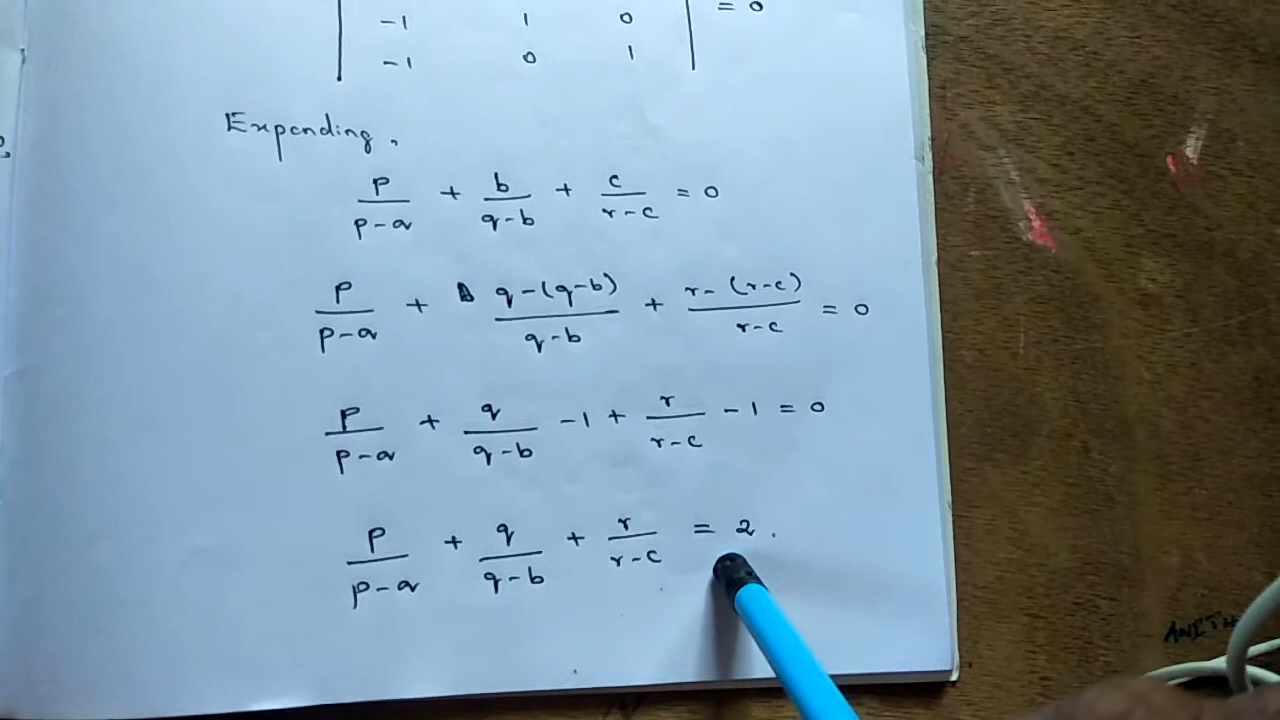 -1 1 0 = 0
-1 0 1
Expanding,
p/(p-a) + b/(q-b) + c/(r-c) = 0
p/(p-a) + (q-(q-b))/(q-b) + (r-(r-c))/(r-c) = 0
p/(p-a) + q/(q-b) -1 + r/(r-c) -1 = 0
p/(p-a) + q/(q-b) + r/(r-c) = 2.